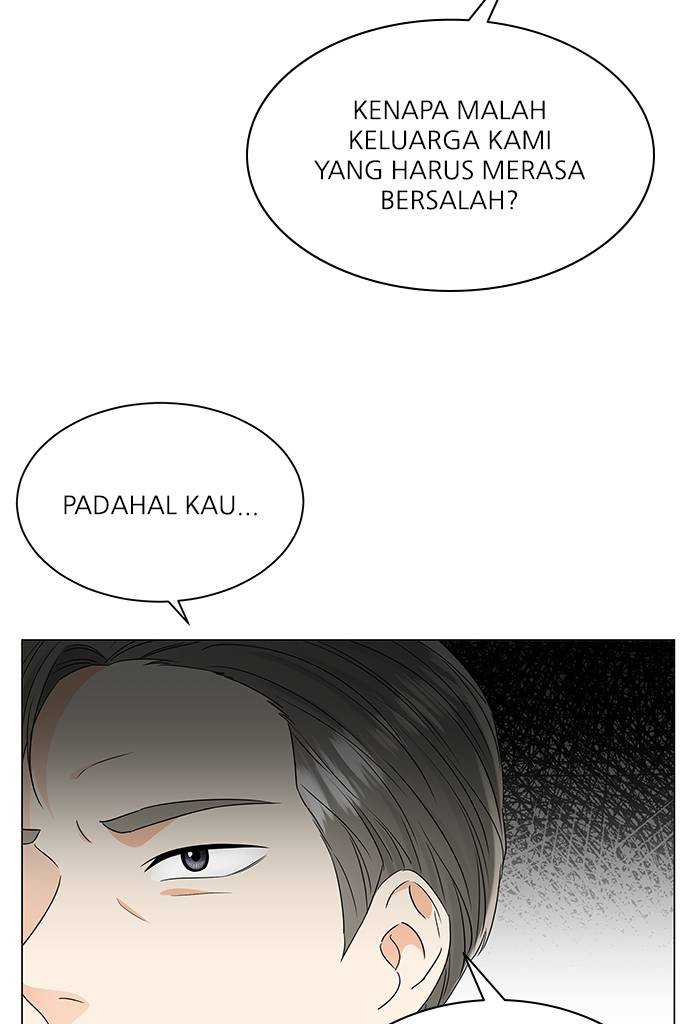 KENAPA MALAH
KELUARGA KAMI
YANG HARUS MERASA
BERSALAH?
PADAHAL KAU...